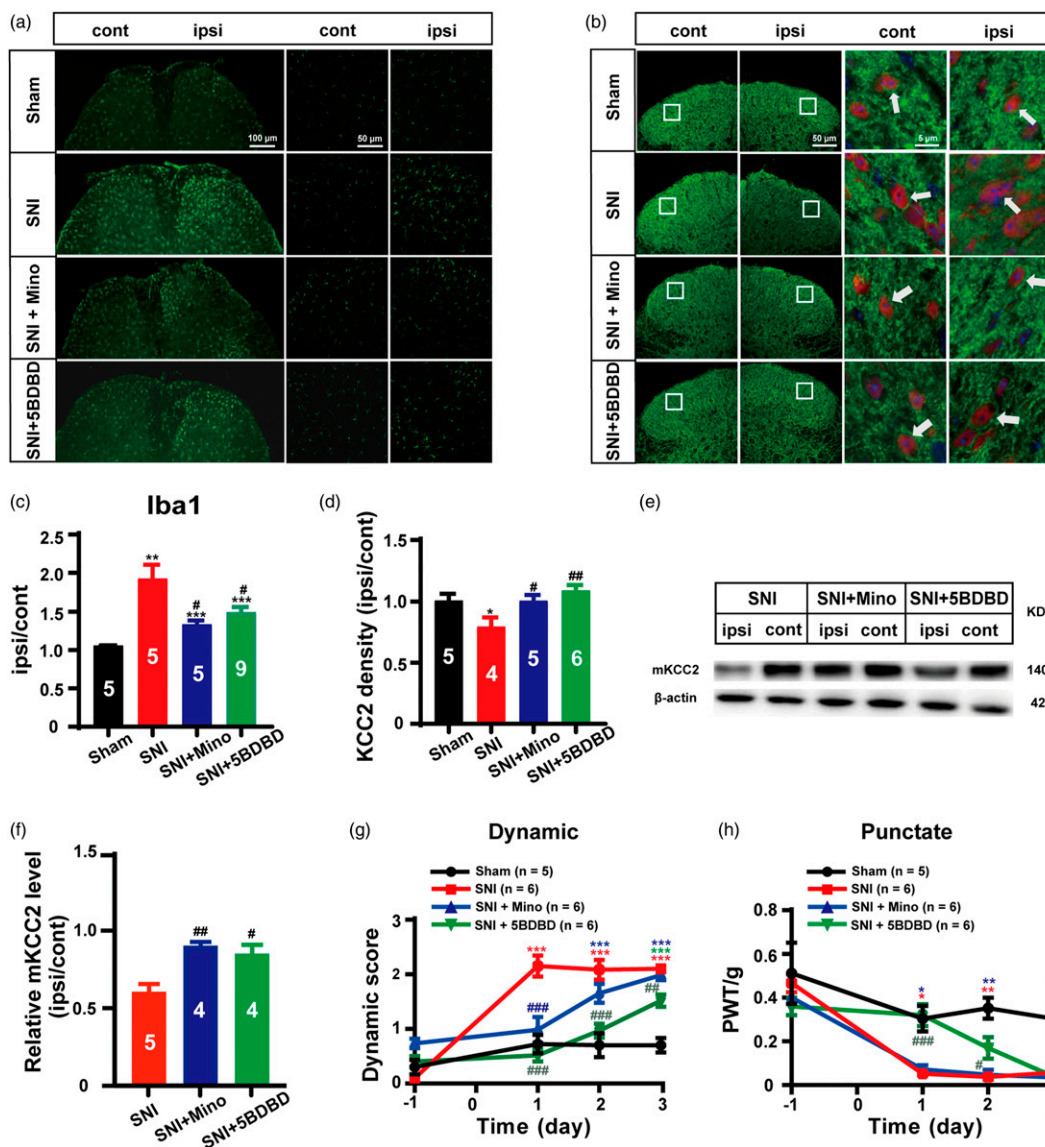 (a)
cont ipsi cont ipsi
Sham
100 µm
50 µm
SNI
SNI + Mino
SNI+5BDBD
(b)
cont ipsi cont ipsi
Sham
50 µm
5 µm
SNI
SNI + Mino
SNI+5BDBD
(c)
Iba1
ipsi/cont
2.5
2.0
1.5
1.0
0.5
0
**
#
***
#
***
5
5
5
9
Sham
SNI
SNI+Mino
SNI+5BDBD
(d)
KCC2 density (ipsi/cont)
1.5
1.0
0.5
0
*
#
##
5
4
5
6
Sham
SNI
SNI+Mino
SNI+5BDBD
(e)
SNI SNI+Mino SNI+5BDBD
KD
ipsi cont ipsi cont ipsi cont
mKCC2
140
β-actin
42
(f)
Relative mKCC2 level
(ipsi/cont)
1.5
1.0
0.5
0
##
#
5
4
4
SNI
SNI+Mino
SNI+5BDBD
(g)
Dynamic
Sham (n = 5)
SNI (n = 6)
SNI + Mino (n = 6)
SNI + 5BDBD (n = 6)
Dynamic score
3
2
1
0
***
***
***
***
***
***
###
###
##
###
-1 0 1 2 3
Time (day)
(h)
Punctate
Sham (n = 5)
SNI (n = 6)
SNI + Mino (n = 6)
SNI + 5BDBD (n = 6)
PWT/g
0.8
0.6
0.4
0.2
0
*
*
**
**
###
#
-1 0 1 2
Time (day)